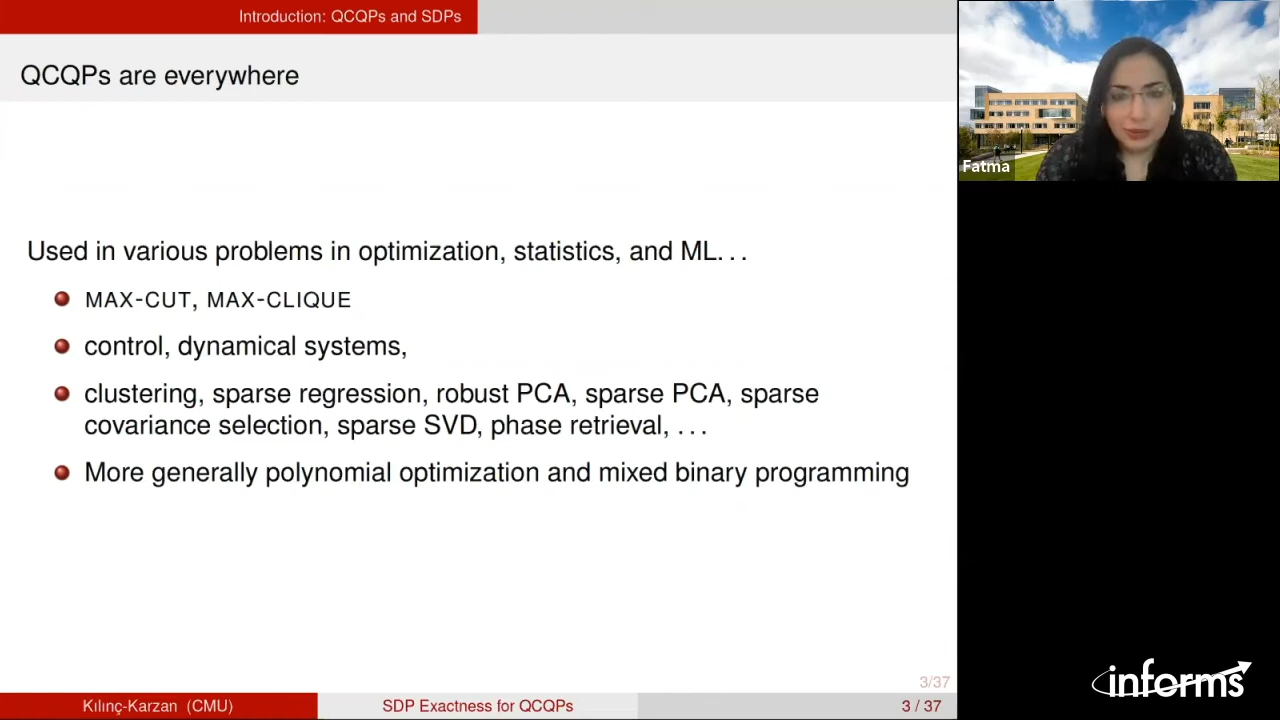 Introduction: QCQPs and SDPs
QCQPs are everywhere
Used in various problems in optimization, statistics, and ML...
MAX-CUT, MAX-CLIQUE
control, dynamical systems,
clustering, sparse regression, robust PCA, sparse PCA, sparse
covariance selection, sparse SVD, phase retrieval, ...
More generally polynomial optimization and mixed binary programming
3/37
Kılınç-Karzan (CMU)
SDP Exactness for QCQPs
3 / 37
Fatma
informs